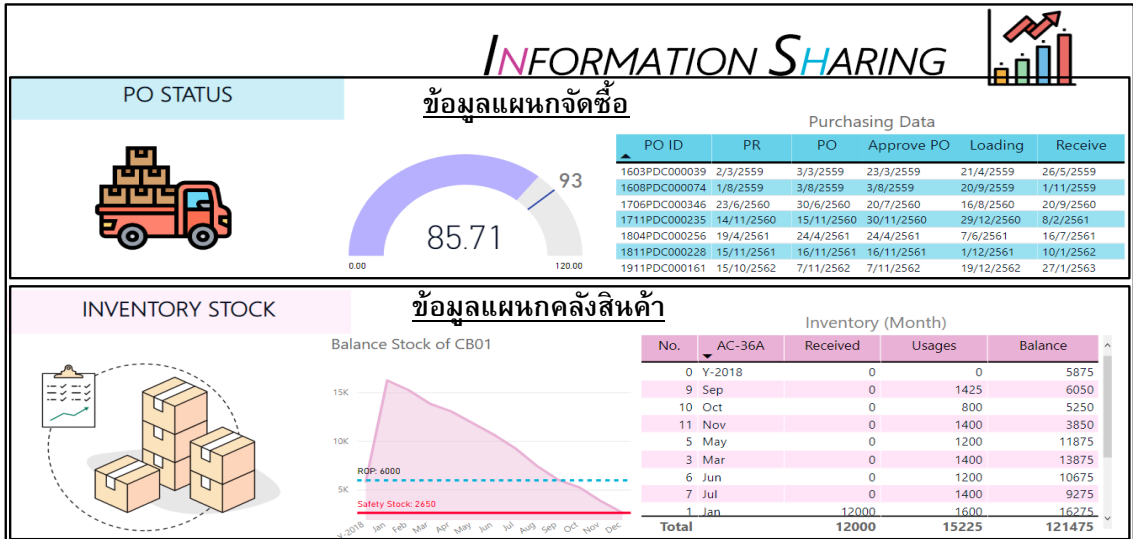 INFORMATION SHARING
PO STATUS
ข้อมูลแผนกจัดซื้อ
93
85.71
0.00
120.00
Purchasing Data
PO ID PR PO Approve PO Loading Receive
1603PDC000039 2/3/2559 3/3/2559 23/3/2559 21/4/2559 26/5/2559
1608PDC000074 1/8/2559 3/8/2559 3/8/2559 20/9/2559 1/11/2559
1706PDC000346 23/6/2560 30/6/2560 20/7/2560 16/8/2560 20/9/2560
1711PDC000235 14/11/2560 15/11/2560 30/11/2560 29/12/2560 8/2/2561
1804PDC000256 19/4/2561 24/4/2561 24/4/2561 7/6/2561 16/7/2561
1811PDC000228 15/11/2561 16/11/2561 16/11/2561 1/12/2561 10/1/2562
1911PDC000161 15/10/2562 7/11/2562 7/11/2562 19/12/2562 27/1/2563
INVENTORY STOCK
ข้อมูลแผนกคลังสินค้า
Balance Stock of CB01
15K
10K
ROP: 6000
5K
Safety Stock: 2650
Y-2018 Jan Feb Mar Apr May Jun Jul Aug Sep Oct Nov Dec
Inventory (Month)
No. AC-36A Received Usages Balance
0 Y-2018 0 0 5875
9 Sep 0 1425 6050
10 Oct 0 800 5250
11 Nov 0 1400 3850
5 May 0 1200 11875
3 Mar 0 1400 13875
6 Jun 0 1200 10675
7 Jul 0 1400 9275
1 Jan 12000 1600 16275
Total 12000 15225 121475